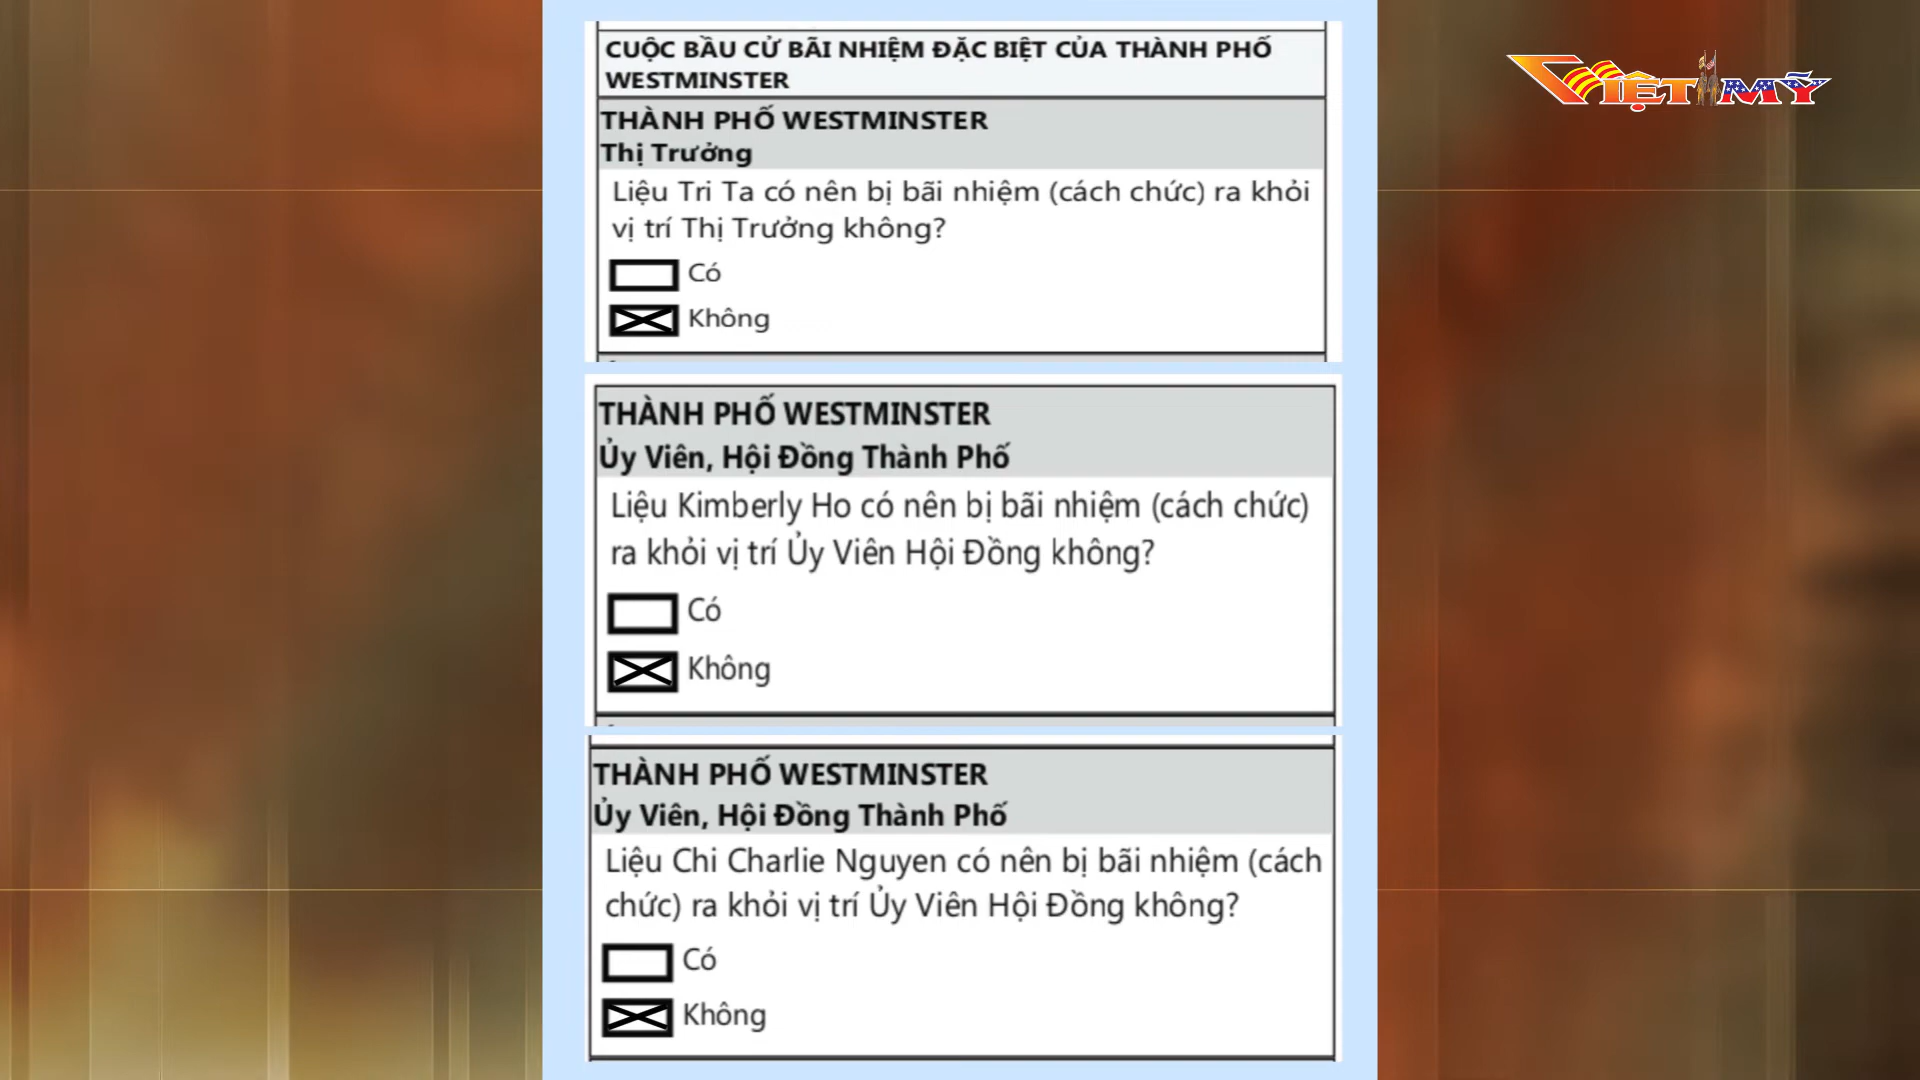 CUỘC BẦU CỬ BÃI NHIỆM ĐẶC BIỆT CỦA THÀNH PHỐ
WESTMINSTER
THÀNH PHỐ WESTMINSTER
Thị Trưởng
Liệu Tri Ta có nên bị bãi nhiệm (cách chức) ra khỏi
vị trí Thị Trưởng không?
Có
Không
THÀNH PHỐ WESTMINSTER
Ủy Viên, Hội Đồng Thành Phố
Liệu Kimberly Ho có nên bị bãi nhiệm (cách chức)
ra khỏi vị trí Ủy Viên Hội Đồng không?
Có
Không
THÀNH PHỐ WESTMINSTER
Ủy Viên, Hội Đồng Thành Phố
Liệu Chi Charlie Nguyen có nên bị bãi nhiệm (cách
chức) ra khỏi vị trí Ủy Viên Hội Đồng không?
Có
Không
VIỆT MỸ